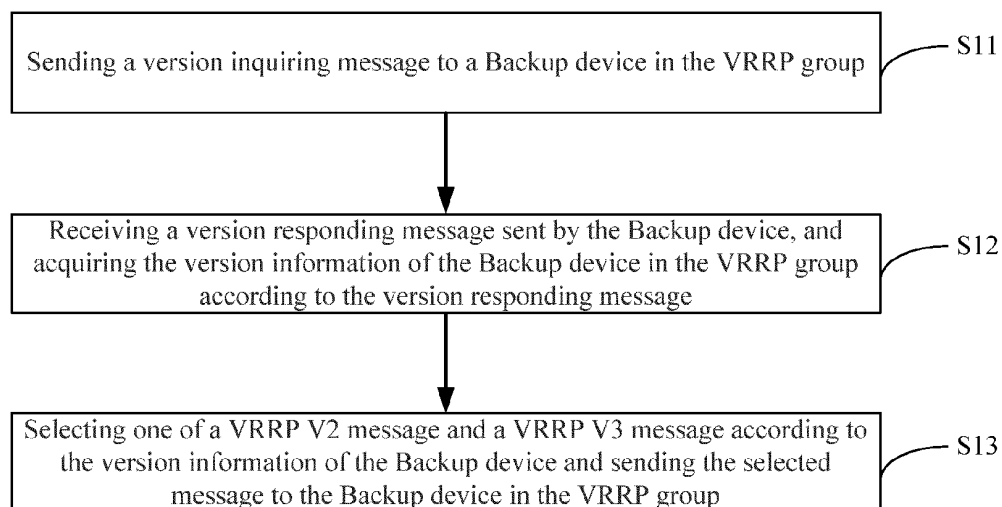 Sending a version inquiring message to a Backup device in the VRRP group
S11
Receiving a version responding message sent by the Backup device, and
acquiring the version information of the Backup device in the VRRP group
according to the version responding message
S12
Selecting one of a VRRP V2 message and a VRRP V3 message according to
the version information of the Backup device and sending the selected
message to the Backup device in the VRRP group
S13